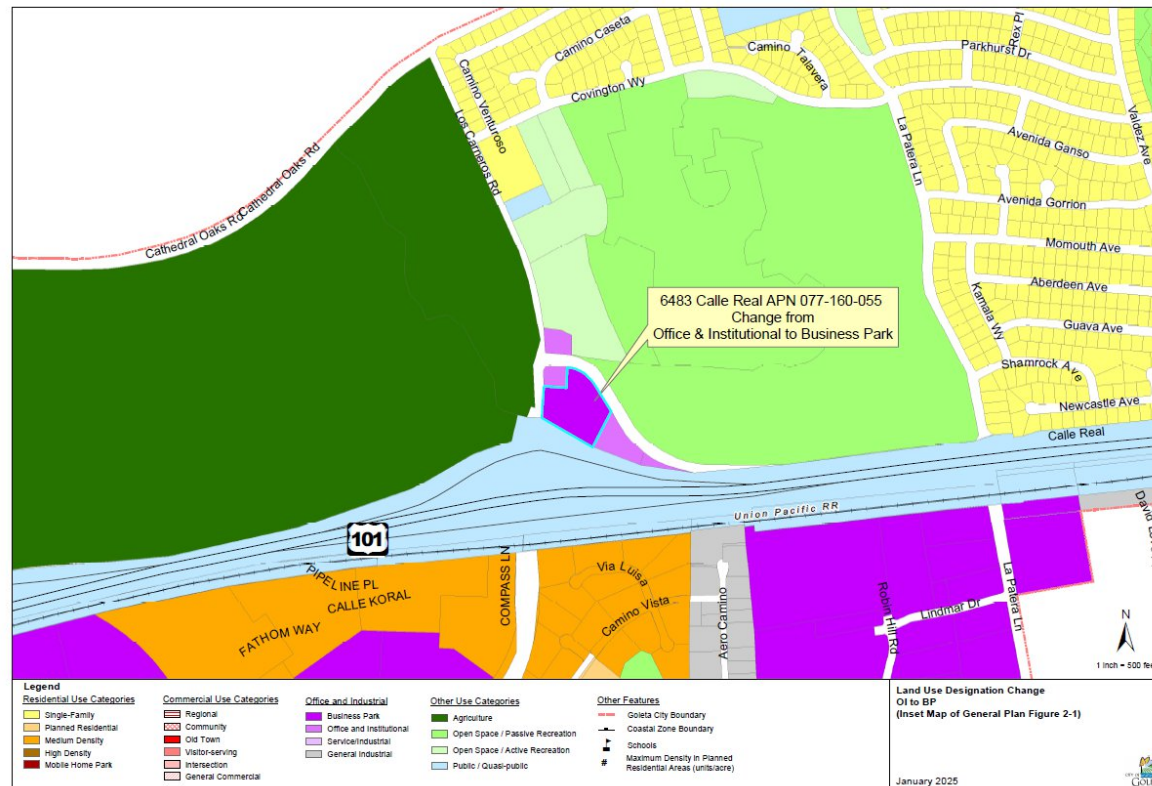 Camino Caseta
Camino Venturoso
Covington Wy
Camino
Talavera
Rex Pl
Parkhurst Dr
Valdez Ave
Los Carneros Rd
Cathedral Oaks Rd
Cathedral Oaks Rd
La Patera Ln
Avenida Ganso
Avenida Gorrion
Momouth Ave
Aberdeen Ave
Kamala Wy
Guava Ave
Shamrock Ave
Newcastle Ave
Calle Real
6483 Calle Real APN 077-160-055
Change from
Office & Institutional to Business Park
Union Pacific RR
101
PIPELINE PL
CALLE KORAL
FATHOM WAY
COMPASS LN
Via Luisa
Camino Vista
Aero Camino
Robin Hill Rd
Lindmar Dr
La Patera Ln
N
Legend
Residential Use Categories
Single-Family
Planned Residential
Medium Density
High Density
Mobile Home Park
Commercial Use Categories
Regional
Community
Old Town
Visitor-serving
Intersection
General Commercial
Office and Industrial
Business Park
Office and Institutional
Service/Industrial
General Industrial
Other Use Categories
Agriculture
Open Space / Passive Recreation
Open Space / Active Recreation
Public / Quasi-public
Other Features
Goleta City Boundary
Coastal Zone Boundary
Schools
# Maximum Density in Planned
Residential Areas (units/acre)
1 inch = 500 fee
Land Use Designation Change
OI to BP
(Inset Map of General Plan Figure 2-1)
January 2025